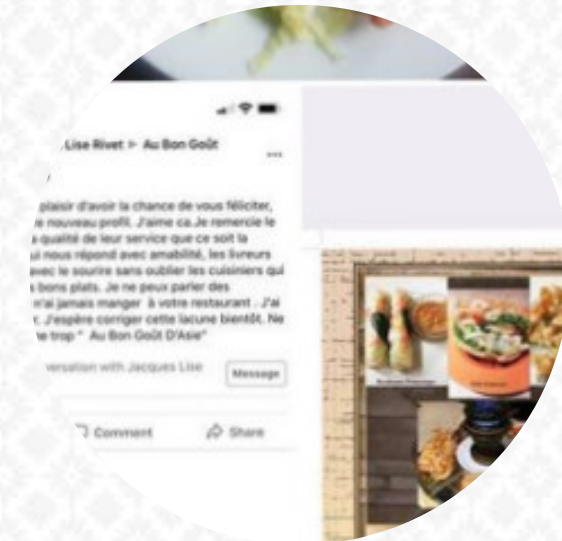 Lise Rivet ▸ Au Bon Goût
plaisir d'avoir la chance de vous féliciter,
nouveau profil. J'aime ca.Je remercie le
qualité de leur service que ce soit la
nous répond avec amabilité, les livreurs
avec le sourire sans oublier les cuisiniers qui
bons plats. Je ne peux parler des
n'ai jamais manger à votre restaurant . J'ai
J'espère corriger cette lacune bientôt. Ne
trop " Au Bon Goût D'Asie"
with Jacques Lise
Message
Comment
Share